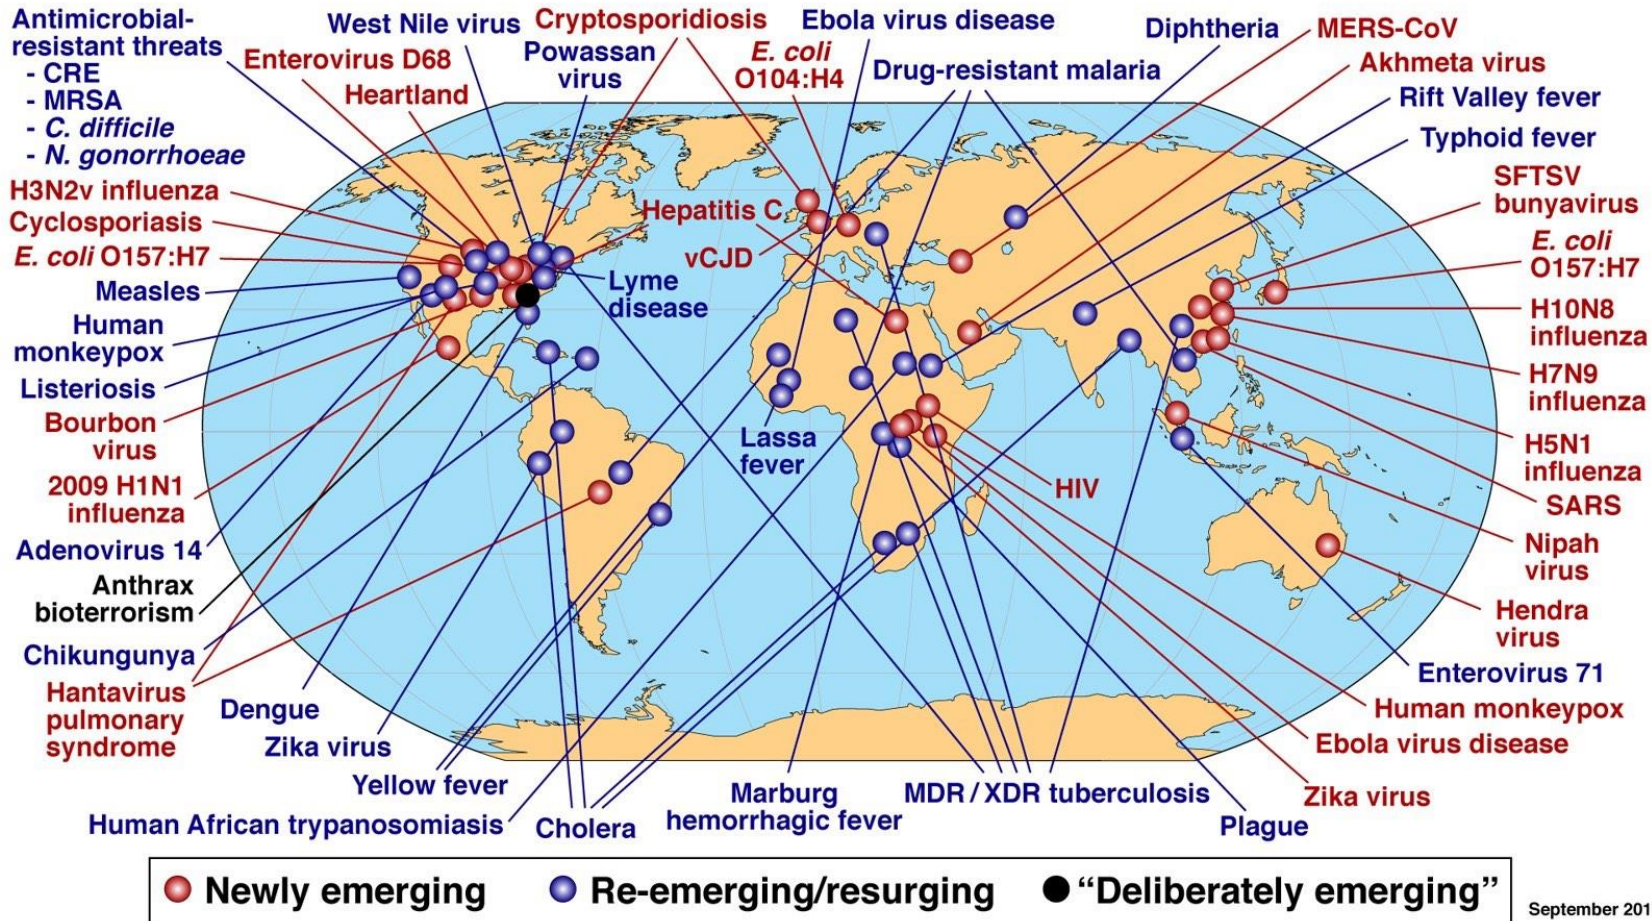 Antimicrobial-
resistant threats
- CRE
- MRSA
- C. difficile
- N. gonorrhoeae
West Nile virus
Enterovirus D68
Heartland
Cryptosporidiosis
Powassan
virus
E. coli
O104:H4
Ebola virus disease
Drug-resistant malaria
Diphtheria
MERS-CoV
Akhmeta virus
Rift Valley fever
Typhoid fever
SFTSV
bunyavirus
E. coli
O157:H7
H10N8
influenza
H7N9
influenza
H5N1
influenza
SARS
Nipah
virus
Hendra
virus
Enterovirus 71
Human monkeypox
Ebola virus disease
Zika virus
Plague
H3N2v influenza
Cyclosporiasis
E. coli O157:H7
Measles
Human
monkeypox
Listeriosis
Bourbon
virus
2009 H1N1
influenza
Adenovirus 14
Anthrax
bioterrorism
Chikungunya
Hantavirus
pulmonary
syndrome
Dengue
Zika virus
Yellow fever
Human African trypanosomiasis
Cholera
Marburg
hemorrhagic fever
MDR / XDR tuberculosis
Hepatitis C
vCJD
Lyme
disease
Lassa
fever
HIV
Newly emerging
Re-emerging/resurging
“Deliberately emerging”
September 201